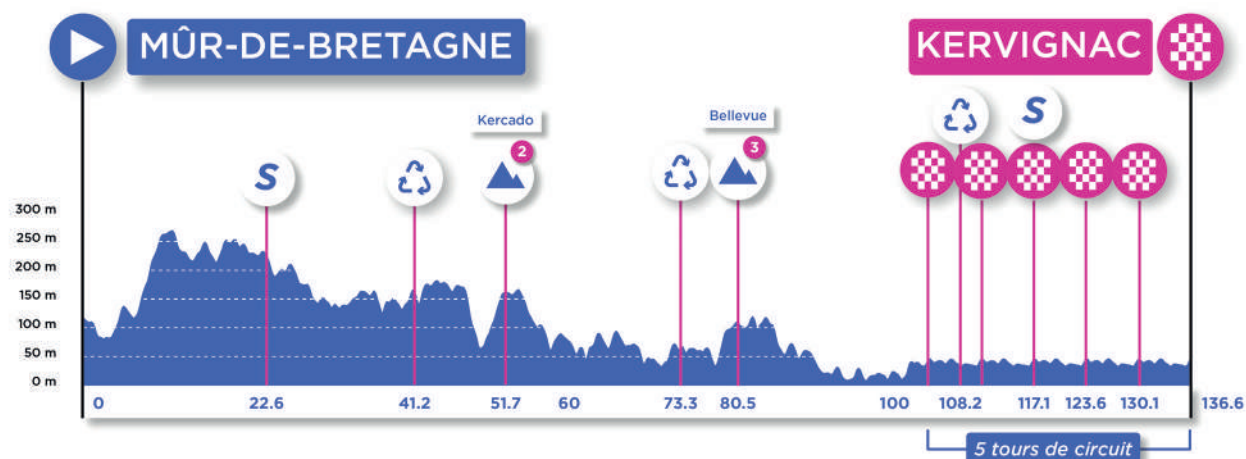 MÛR-DE-BRETAGNE
KERVIGNAC
Kercado
Bellevue
S
2
3
S
300 m
250 m
200 m
150 m
100 m
50 m
0 m
0 22.6 41.2 51.7 60 73.3 80.5 100 108.2 117.1 123.6 130.1 136.6
5 tours de circuit